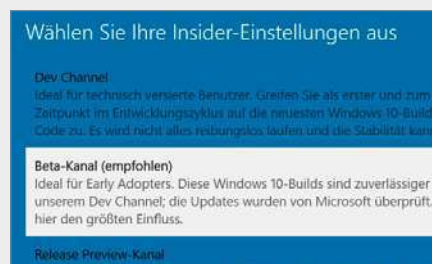 Wählen Sie Ihre Insider-Einstellungen aus
Dev Channel
Ideal für technisch versierte Benutzer. Greifen Sie als erster und zum
Zeitpunkt im Entwicklungszyklus auf die neuesten Windows 10-Build
Code zu. Es wird nicht alles reibungslos laufen und die Stabilität kan
Beta-Kanal (empfohlen)
Ideal für Early Adopters. Diese Windows 10-Builds sind zuverlässiger
unserem Dev Channel; die Updates wurden von Microsoft überprüft.
hier den größten Einfluss.
Release Preview-Kanal